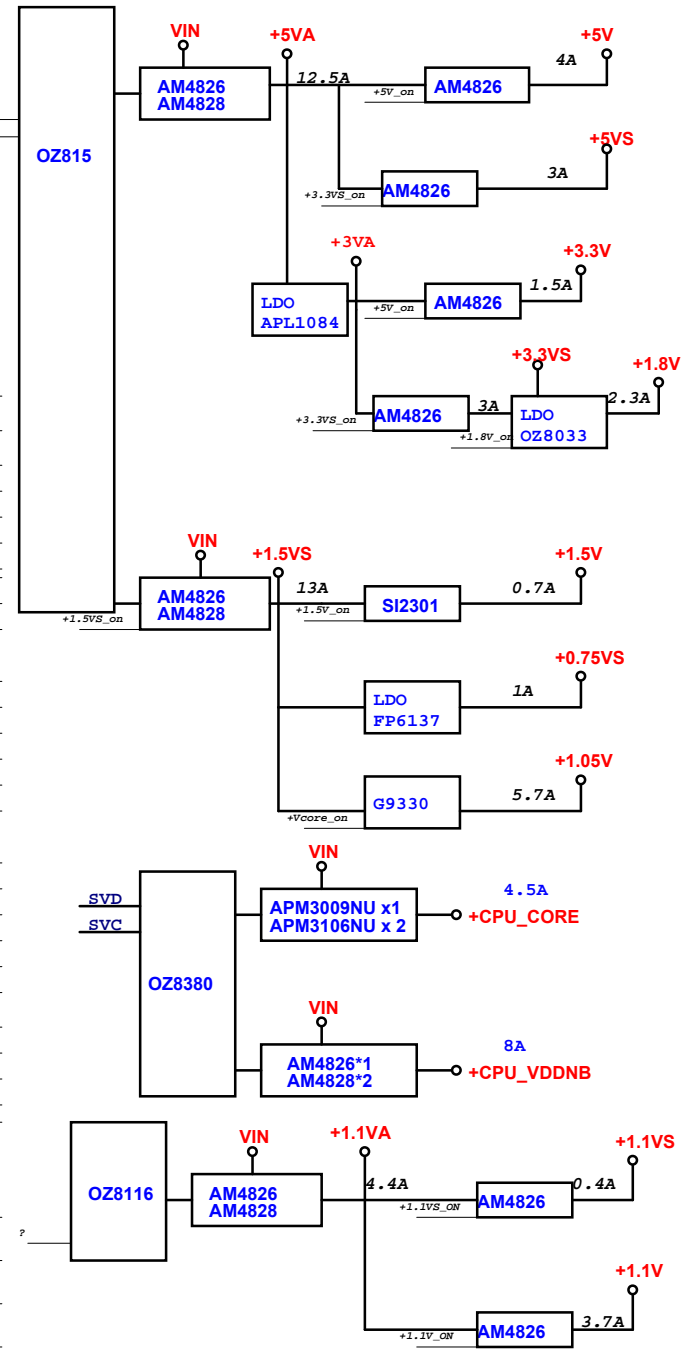 VIN
+5VA
+5V
4A
12.5A
AM4826
AM4828
+5V_on
AM4826
OZ815
+5VS
3A
+3.3VS_on
AM4826
+3VA
+3.3V
1.5A
LDO
APL1084
+5V_on
AM4826
+3.3VS
+1.8V
2.3A
+3.3VS_on
AM4826
3A
LDO
OZ8033
+1.8V_on
VIN
+1.5VS
+1.5V
13A
0.7A
AM4826
AM4828
+1.5VS_on
+1.5V_on
SI2301
+0.75VS
1A
LDO
FP6137
+1.05V
5.7A
G9330
+Vcore_on
VIN
4.5A
SVD
SVC
APM3009NU x1
APM3106NU x 2
+CPU_CORE
OZ8380
VIN
8A
AM4826*1
AM4828*2
+CPU_VDDNB
VIN
+1.1VA
+1.1VS
4.4A
0.4A
OZ8116
AM4826
AM4828
+1.1VS_ON
AM4826
?
+1.1V
3.7A
+1.1V_ON
AM4826